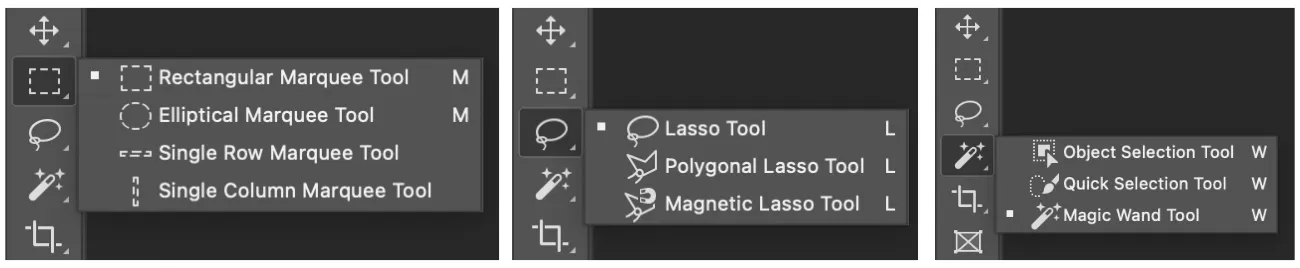 Rectangular Marquee Tool M
Elliptical Marquee Tool M
Single Row Marquee Tool
Single Column Marquee Tool
Lasso Tool L
Polygonal Lasso Tool L
Magnetic Lasso Tool L
Object Selection Tool W
Quick Selection Tool W
Magic Wand Tool W